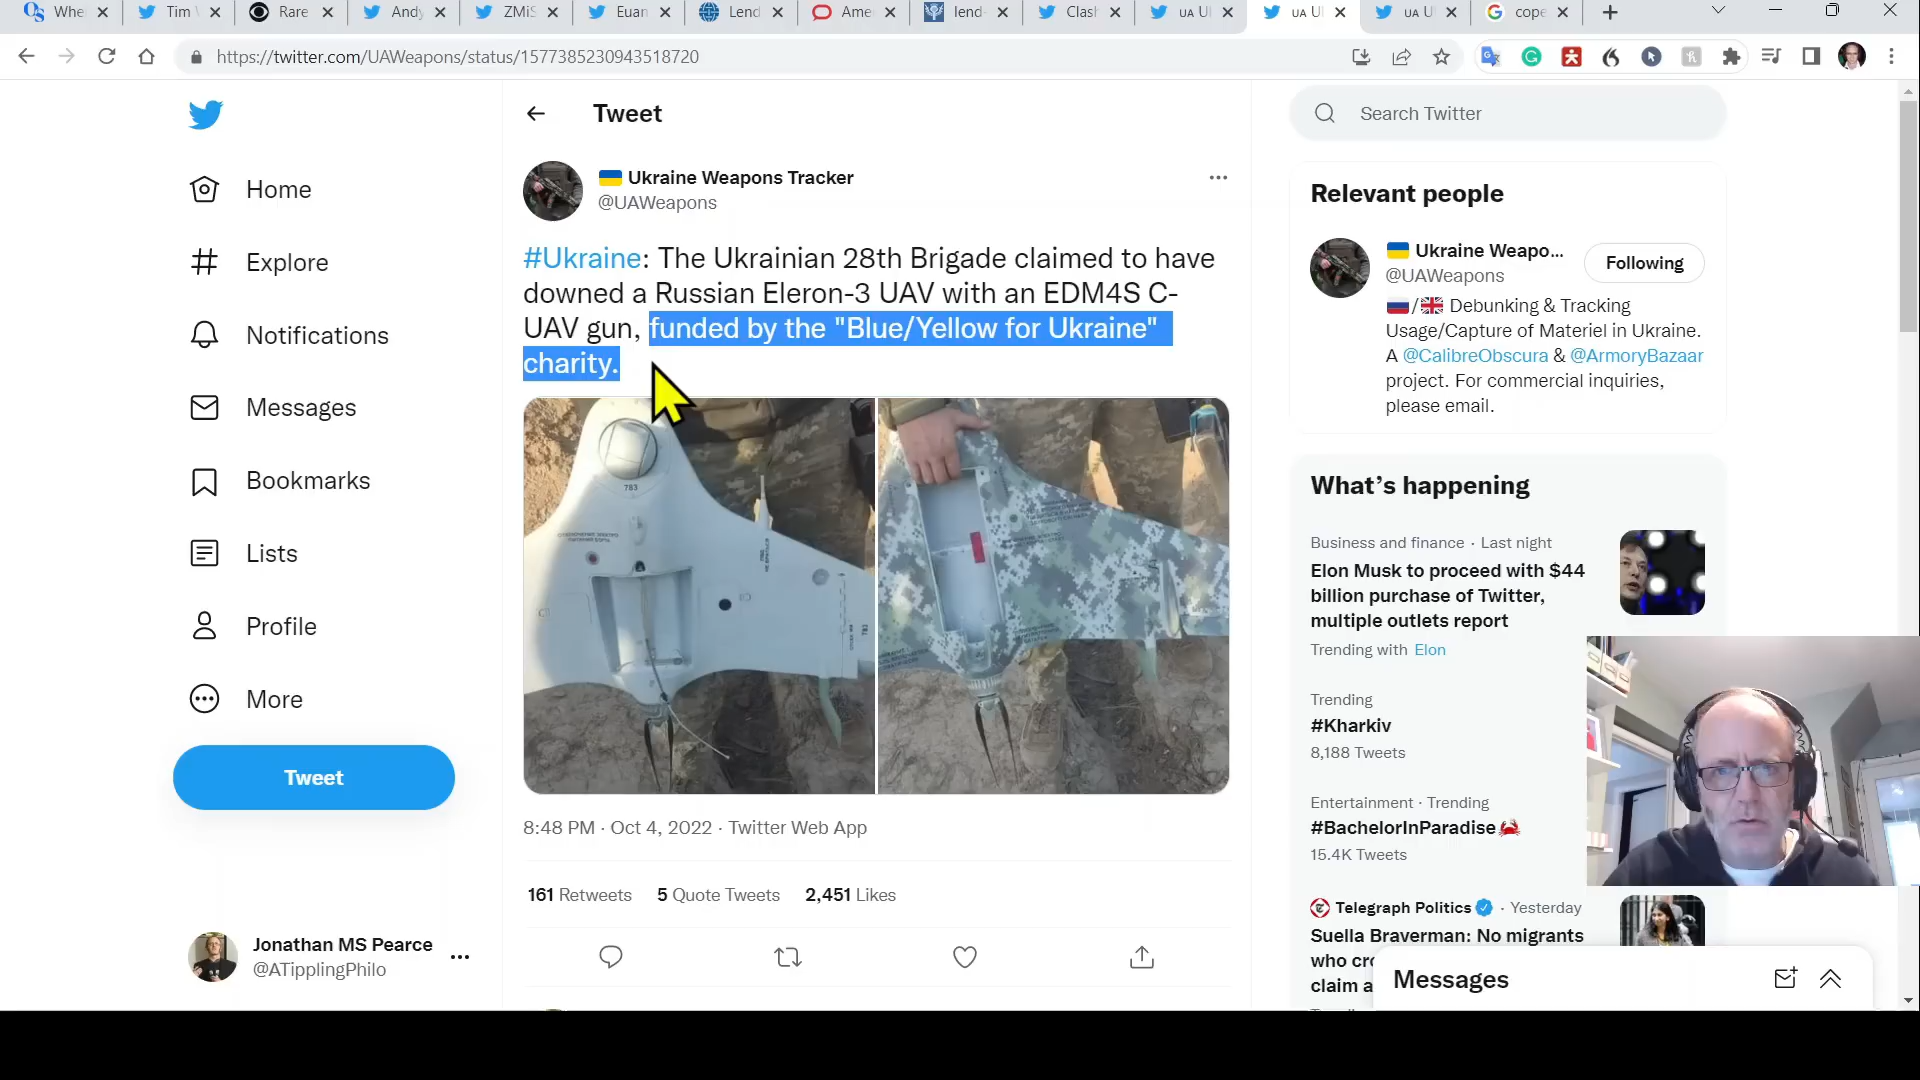 Whe
Tim
Rare
Andy
ZMiS
Euan
Lend
Ame
lend-
Clas
UA U
UA U
UA U
cope
https://twitter.com/UAWeapons/status/1577385230943518720
Home
Explore
Notifications
Messages
Bookmarks
Lists
Profile
More
Tweet
Jonathan MS Pearce
@ATipplingPhilo
Tweet
Ukraine Weapons Tracker
@UAWeapons
#Ukraine: The Ukrainian 28th Brigade claimed to have
downed a Russian Eleron-3 UAV with an EDM4S C-
UAV gun, funded by the "Blue/Yellow for Ukraine"
charity.
783
783
8:48 PM · Oct 4, 2022 · Twitter Web App
161 Retweets 5 Quote Tweets 2,451 Likes
Search Twitter
Relevant people
Ukraine Weapo...
@UAWeapons
Following
/ Debunking & Tracking
Usage/Capture of Materiel in Ukraine.
A @CalibreObscura & @ArmoryBazaar
project. For commercial inquiries,
please email.
What's happening
Business and finance · Last night
Elon Musk to proceed with $44
billion purchase of Twitter,
multiple outlets report
Trending with Elon
Trending
#Kharkiv
8,188 Tweets
Entertainment · Trending
#BachelorInParadise
15.4K Tweets
Telegraph Politics · Yesterday
Suella Braverman: No migrants
who cro
claim a
Messages